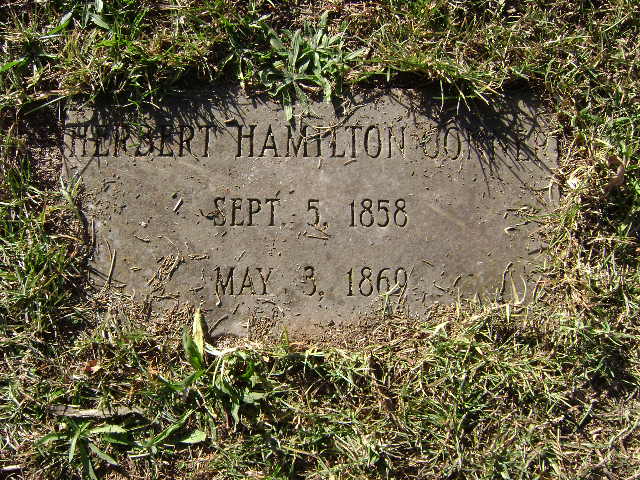 HERBERT HAMILTON
SEPT. 5, 1858
MAY 3, 1860